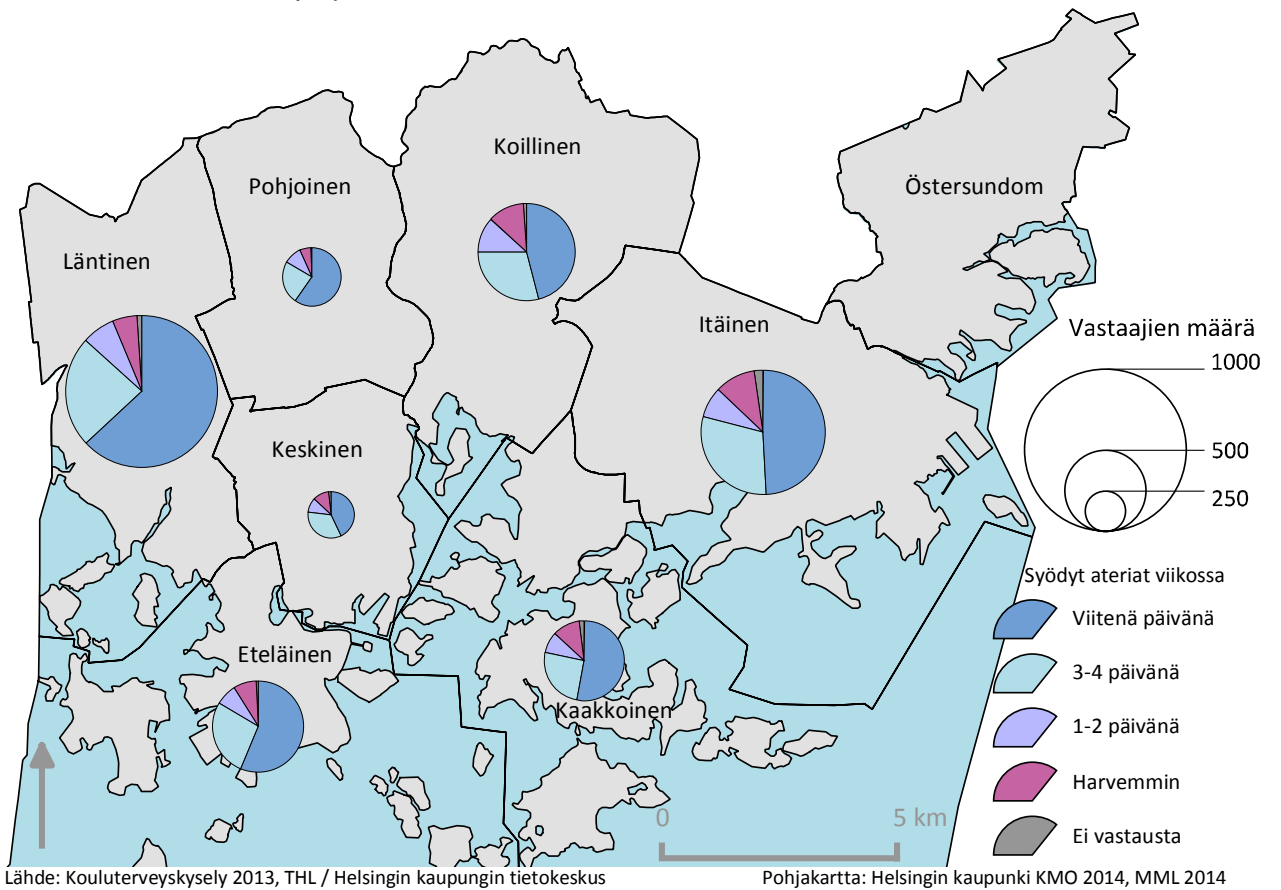 Koillinen
Pohjoinen
Östersundom
Läntinen
Itäinen
Vastaajien määrä
1000
Keskinen
500
250
Syödyt ateriat viikossa
Viitenä päivänä
Eteläinen
3-4 päivänä
Kaakkoinen
1-2 päivänä
Harvemmin
0
5 km
Ei vastausta
Lähde: Kouluterveyskysely 2013, THL / Helsingin kaupungin tietokeskus
Pohjakartta: Helsingin kaupunki KMO 2014, MML 2014